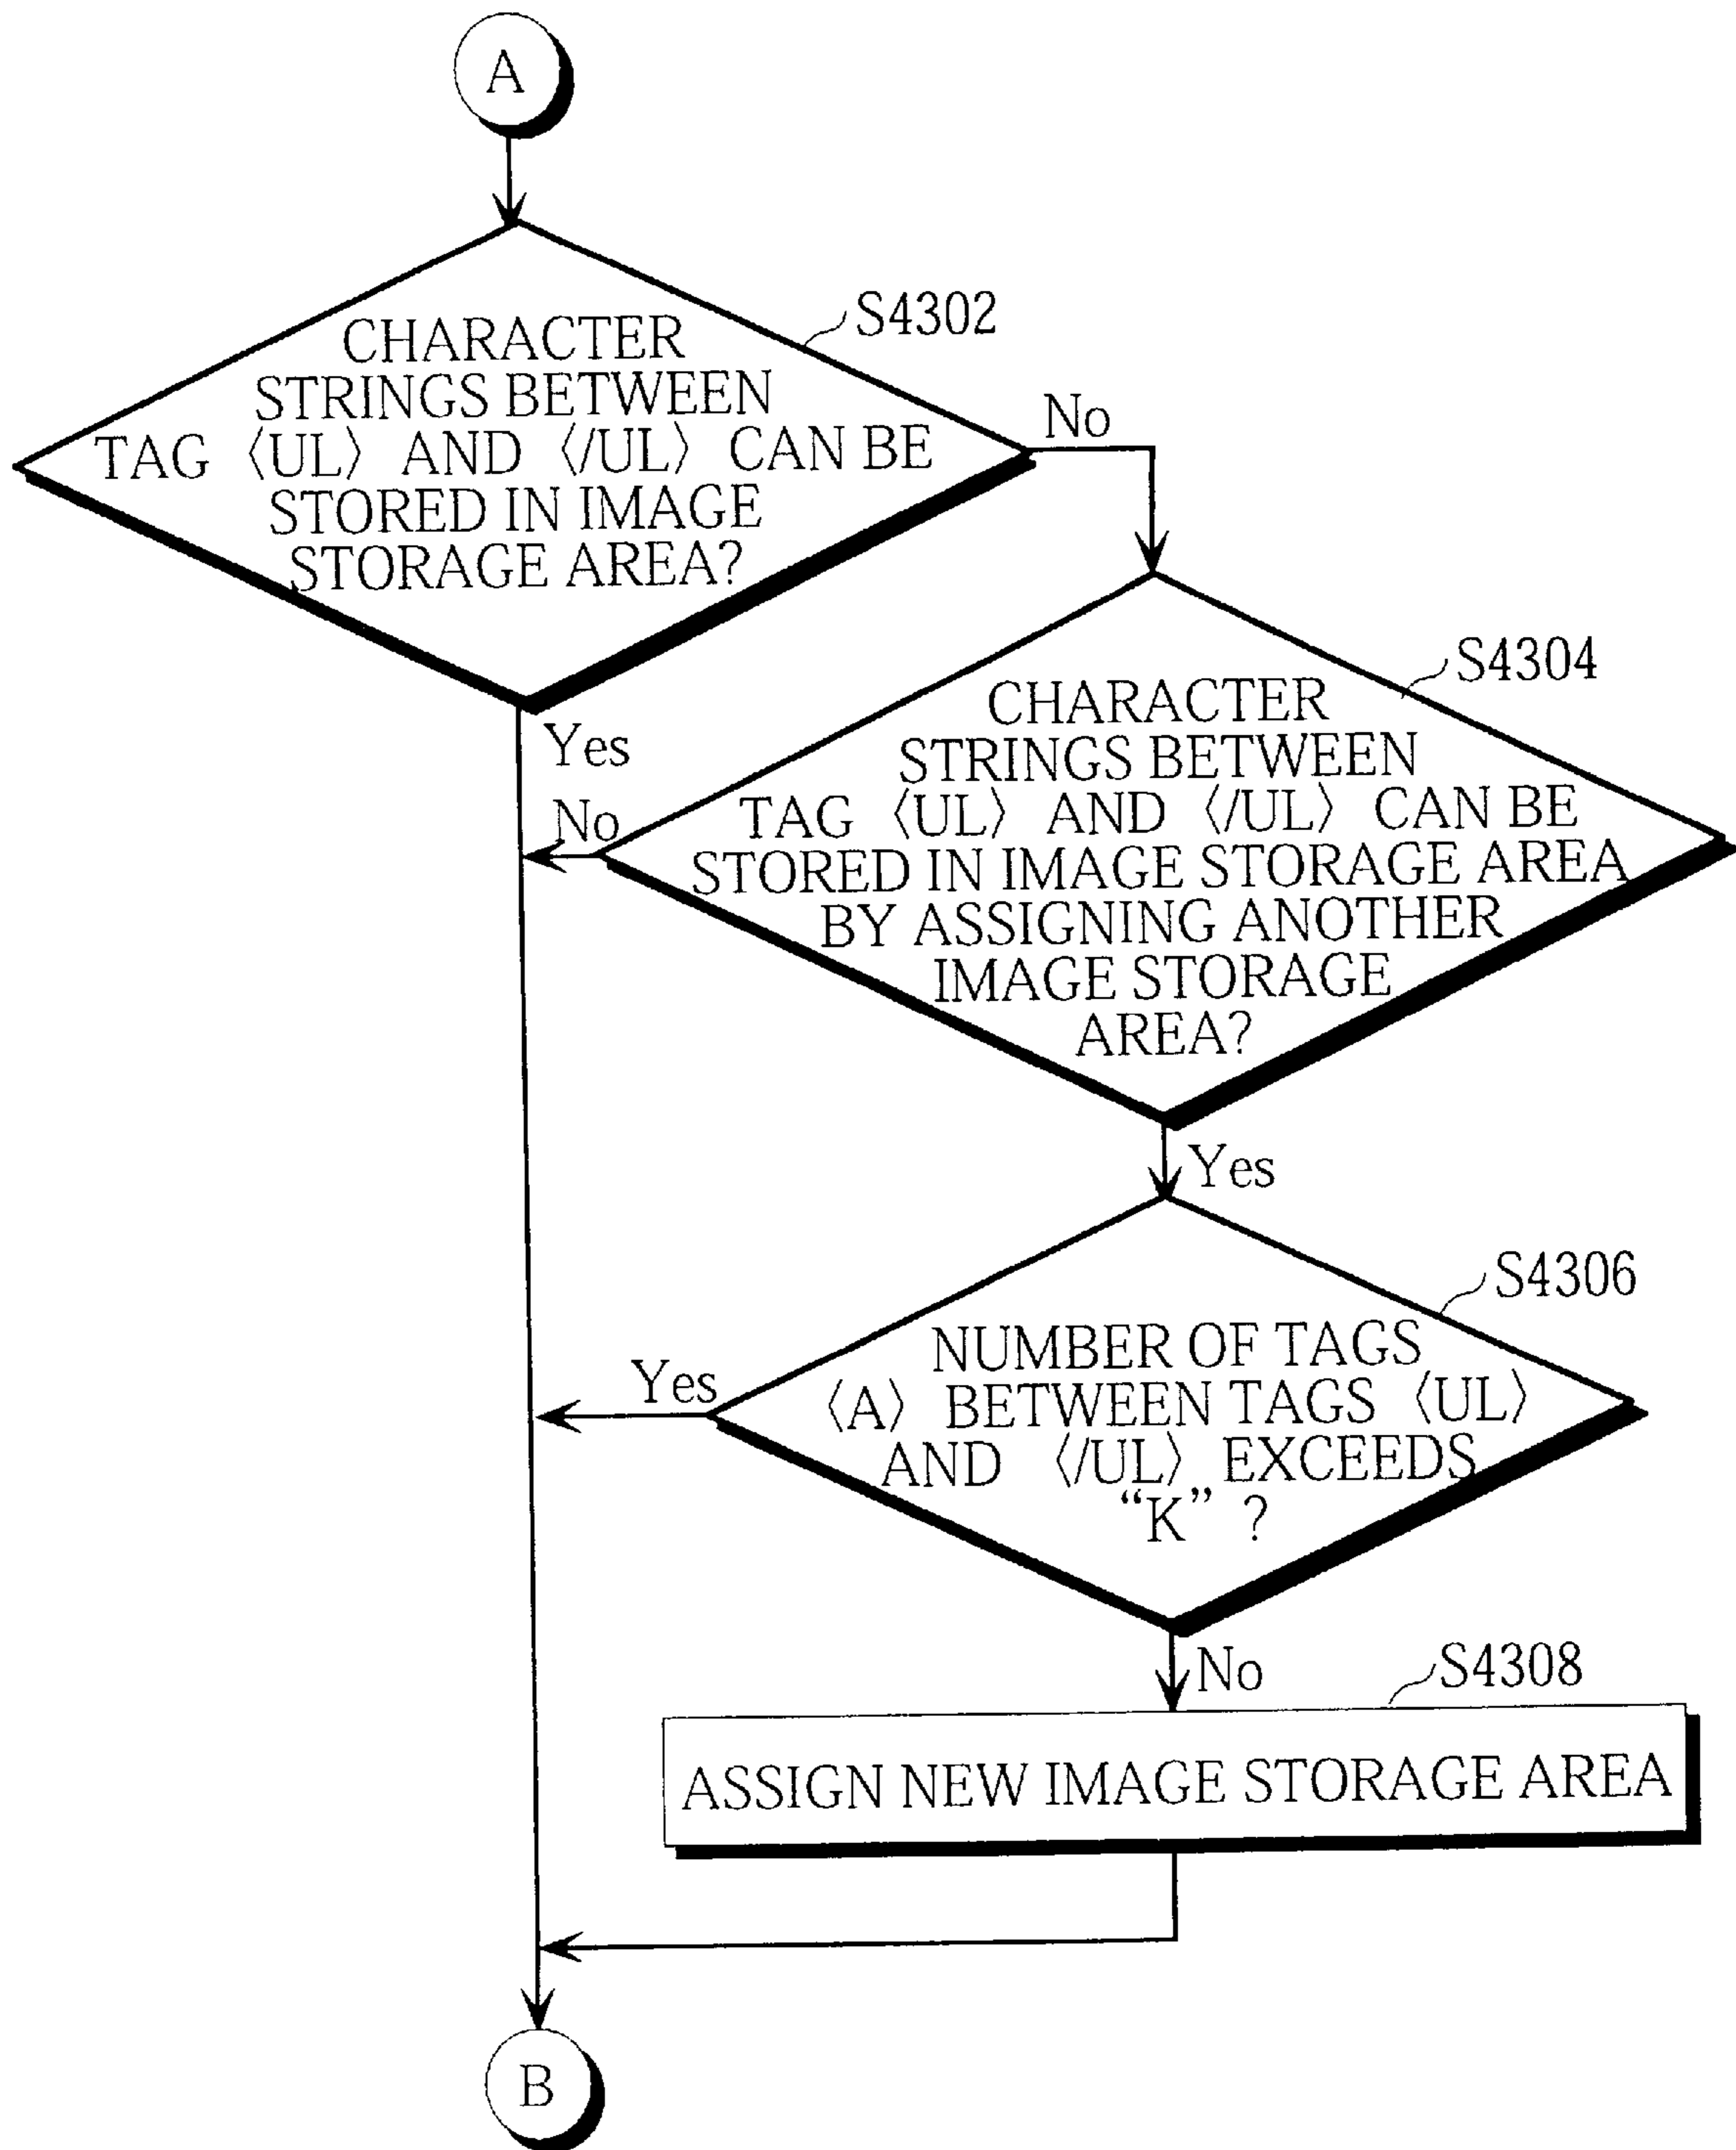 A
S4302
CHARACTER
STRINGS BETWEEN
TAG 〈UL〉 AND 〈/UL〉 CAN BE
STORED IN IMAGE
STORAGE AREA?
No
Yes
S4304
CHARACTER
STRINGS BETWEEN
TAG 〈UL〉 AND 〈/UL〉 CAN BE
STORED IN IMAGE STORAGE AREA
BY ASSIGNING ANOTHER
IMAGE STORAGE
AREA?
No
Yes
S4306
NUMBER OF TAGS
〈A〉 BETWEEN TAGS 〈UL〉
AND 〈/UL〉 EXCEEDS
“K” ?
Yes
No
S4308
ASSIGN NEW IMAGE STORAGE AREA
B